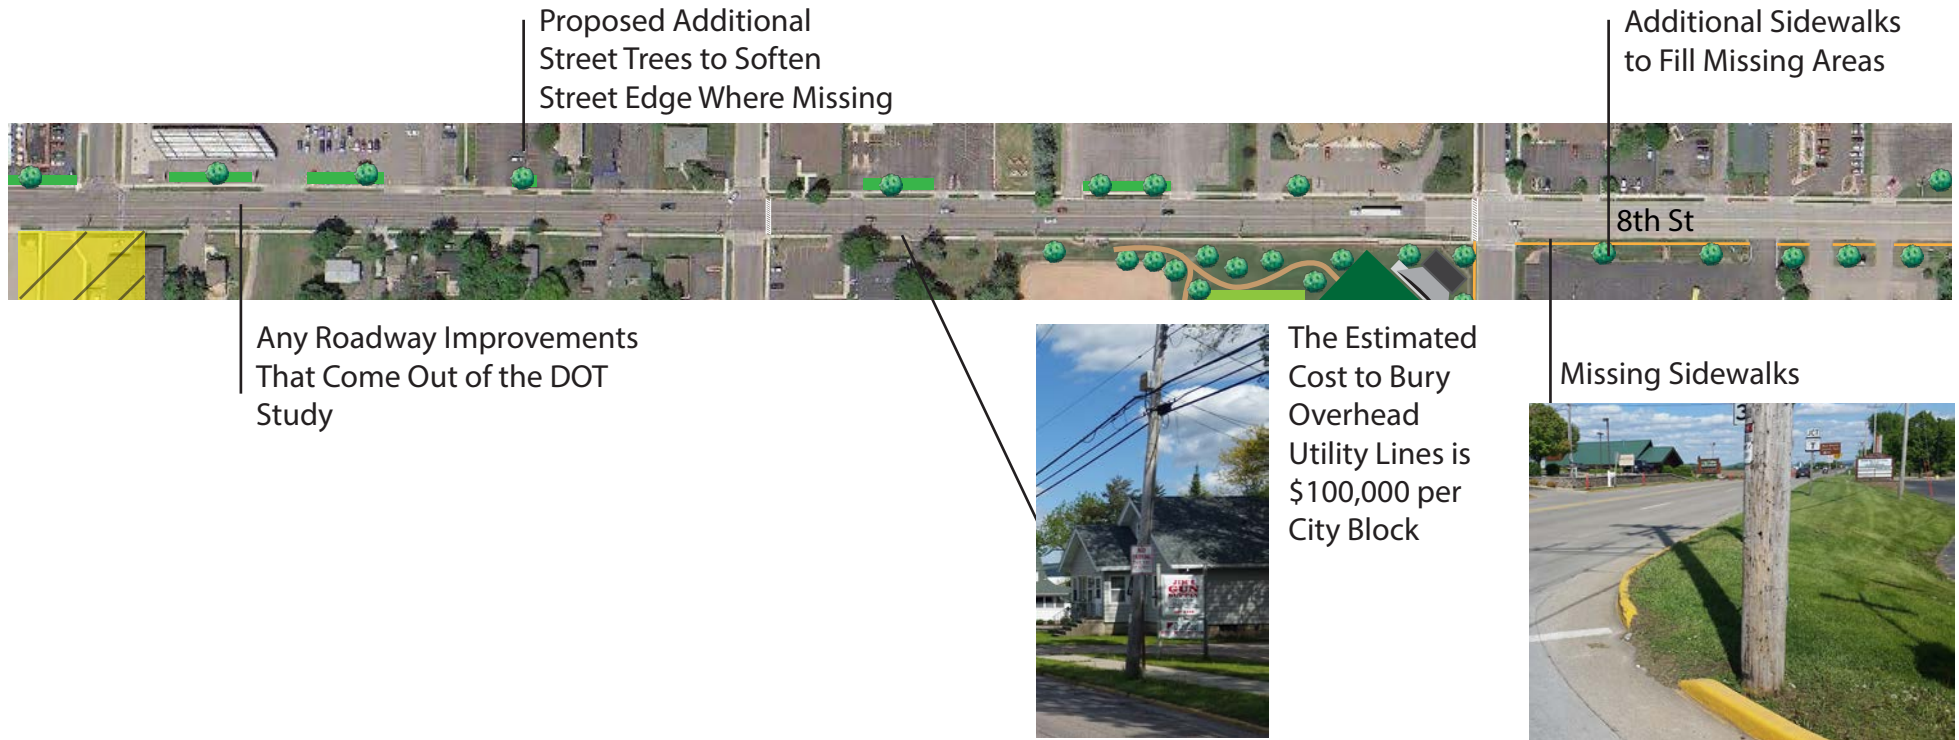 Proposed Additional
Street Trees to Soften
Street Edge Where Missing
Additional Sidewalks
to Fill Missing Areas
8th St
Any Roadway Improvements
That Come Out of the DOT
Study
The Estimated
Cost to Bury
Overhead
Utility Lines is
$100,000 per
City Block
Missing Sidewalks
GUN
3